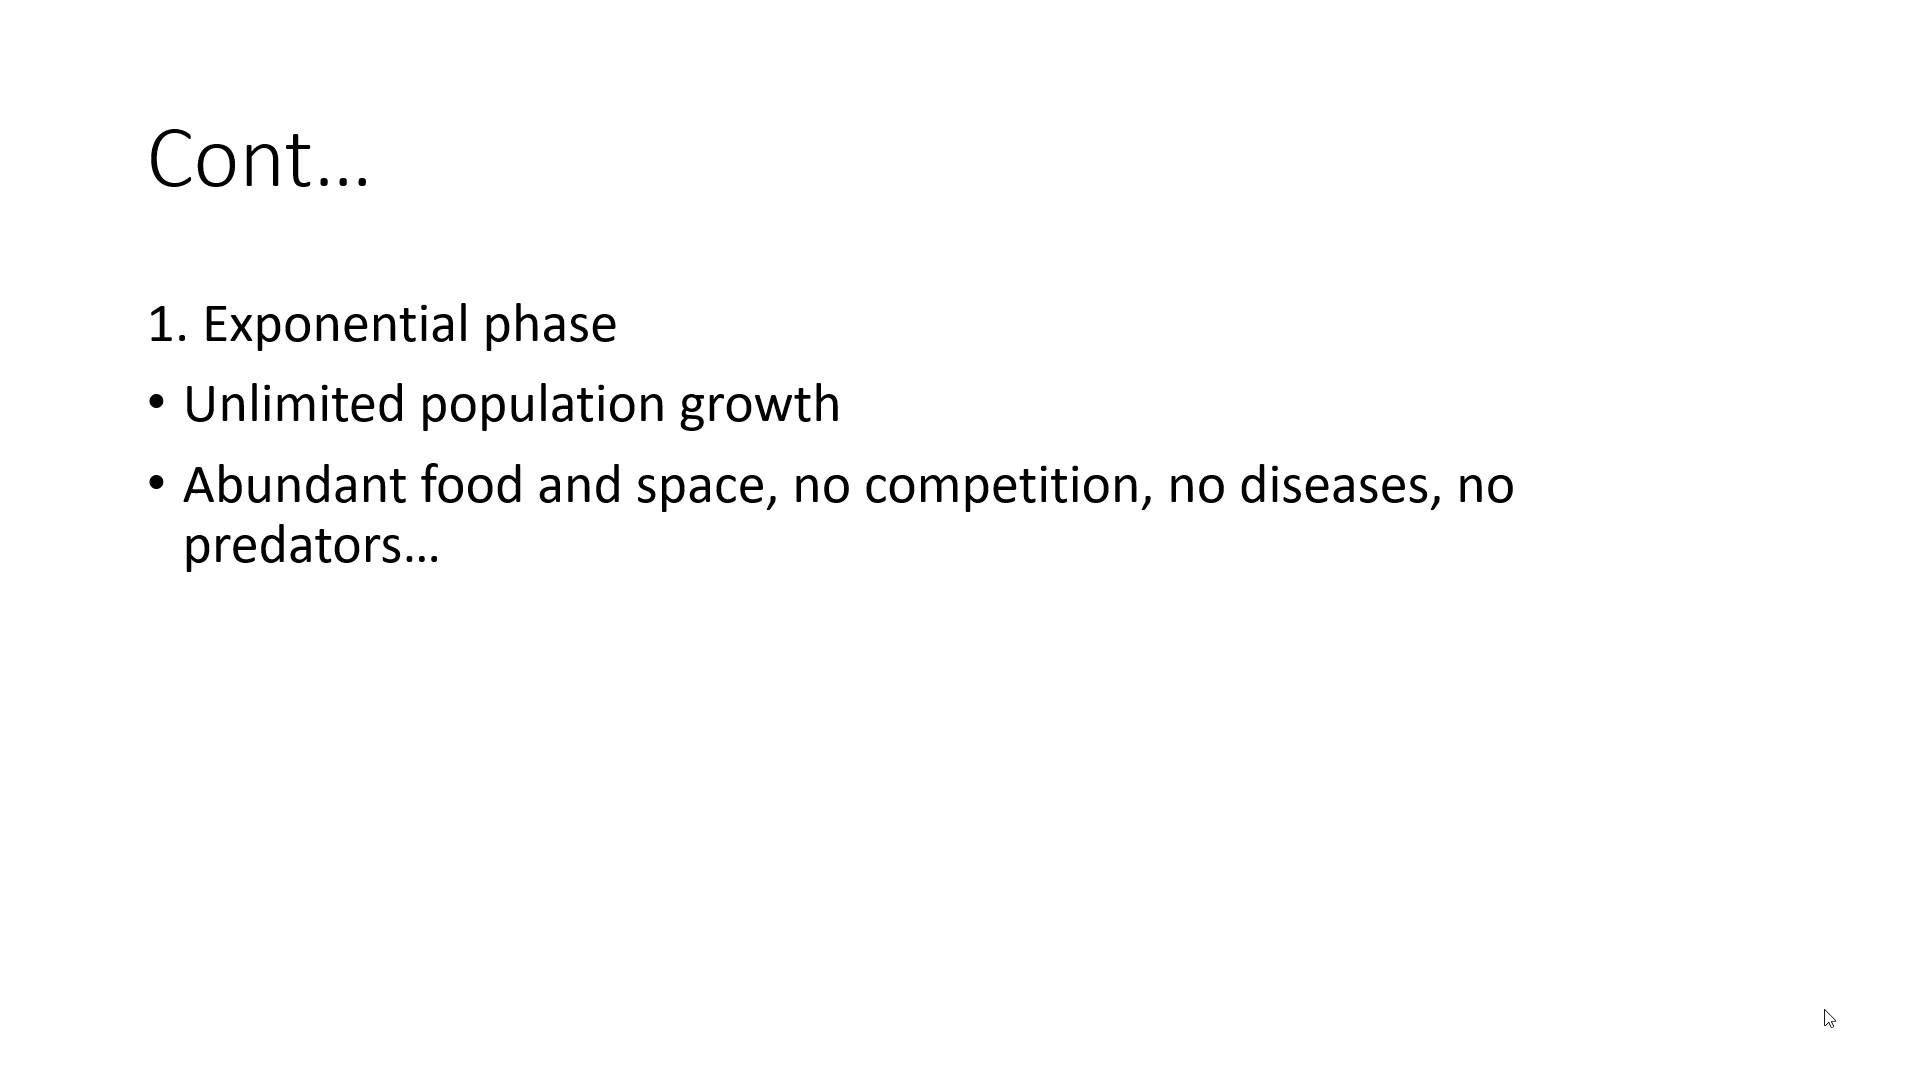 Cont…
1. Exponential phase
• Unlimited population growth
• Abundant food and space, no competition, no diseases, no
predators…